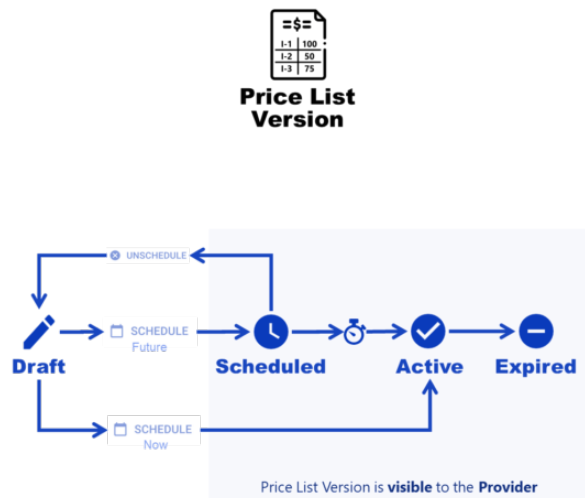 =$=
I-1 100
I-2 50
I-3 75
Price List
Version
UNSCHEDULE
SCHEDULE
Future
Draft
Scheduled
Active
Expired
SCHEDULE
Now
Price List Version is visible to the Provider